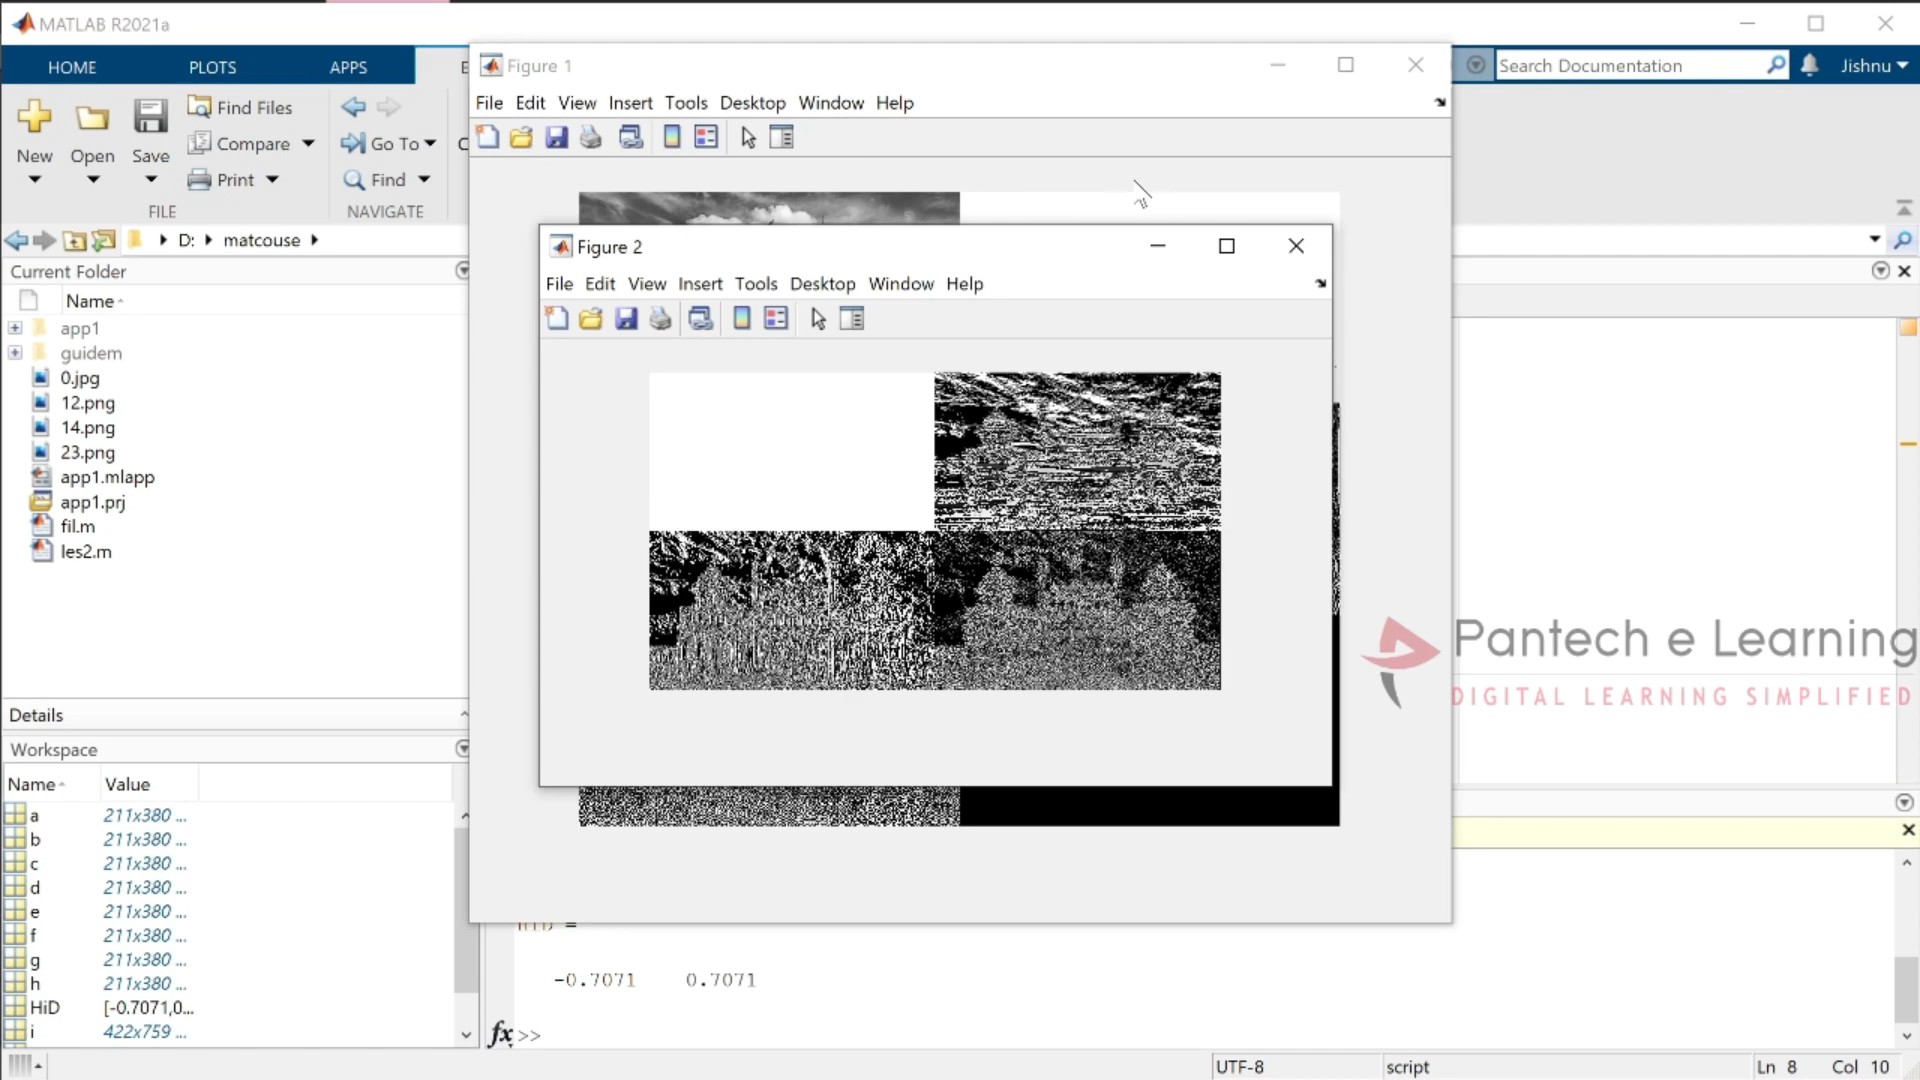 MATLAB R2021a
HOME
PLOTS
APPS
Search Documentation
Jishnu
New
Open
Save
Find Files
Compare
Print
FILE
Go To
Find
NAVIGATE
D:
matcouse
Current Folder
Name
app1
guidem
0.jpg
12.png
14.png
23.png
app1.mlapp
app1.prj
fil.m
les2.m
Details
Workspace
Name Value
a 211x380 ...
b 211x380 ...
c 211x380 ...
d 211x380 ...
e 211x380 ...
f 211x380 ...
g 211x380 ...
h 211x380 ...
HiD [-0.7071,0...
i 422x759 ...
Figure 1
File Edit View Insert Tools Desktop Window Help
Figure 2
File Edit View Insert Tools Desktop Window Help
Pantech e Learning
DIGITAL LEARNING SIMPLIFIED
HiD =
-0.7071 0.7071
fx >>
UTF-8
script
Ln 8 Col 10